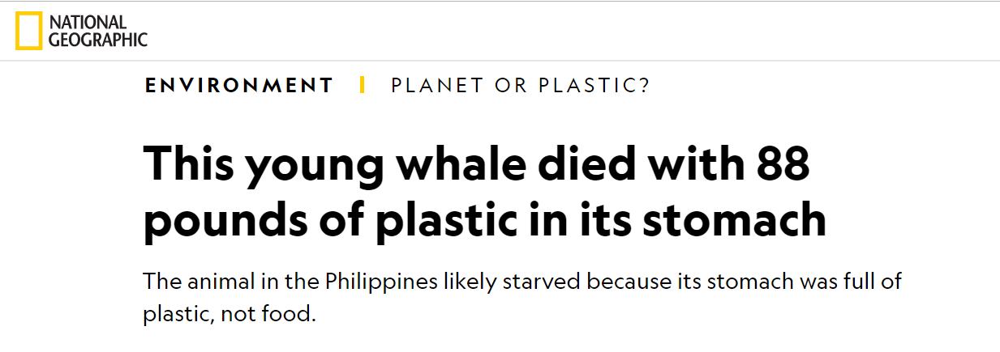 NATIONAL
GEOGRAPHIC
ENVIRONMENT | PLANET OR PLASTIC?
This young whale died with 88
pounds of plastic in its stomach
The animal in the Philippines likely starved because its stomach was full of
plastic, not food.